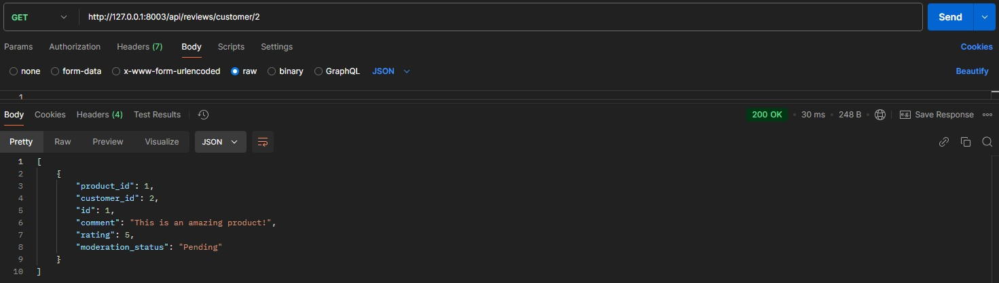 GET http://127.0.0.1:8003/api/reviews/customer/2 Send
Params Authorization Headers (7) Body Scripts Settings Cookies
none form-data x-www-form-urlencoded raw binary GraphQL JSON Beautify
1
Body Cookies Headers (4) Test Results 200 OK • 30 ms • 248 B • e.g. Save Response
Pretty Raw Preview Visualize JSON
1 [
2 {
3 "product_id": 1,
4 "customer_id": 2,
5 "id": 1,
6 "comment": "This is an amazing product!",
7 "rating": 5,
8 "moderation_status": "Pending"
9 }
10 ]